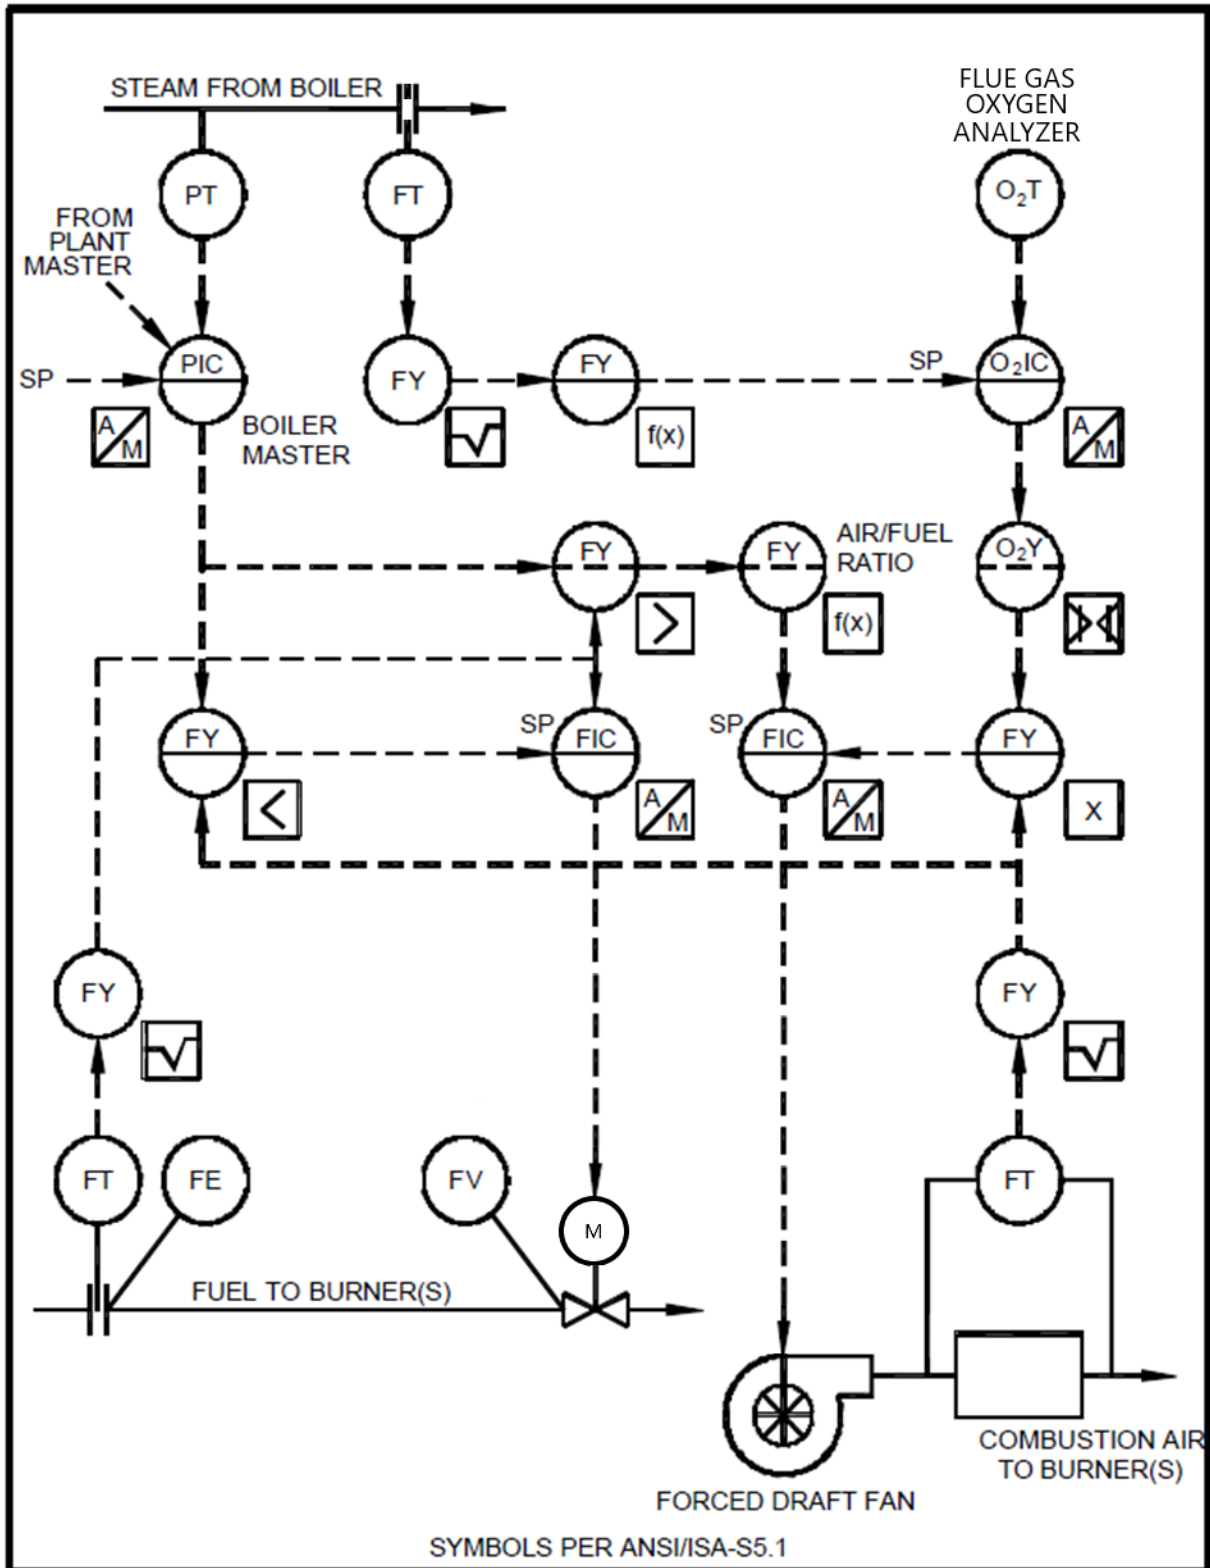 STEAM FROM BOILER
FLUE GAS
OXYGEN
ANALYZER
PT
FT
O₂T
FROM
PLANT
MASTER
SP
PIC
A/M
BOILER
MASTER
FY
√
FY
f(x)
SP
O₂IC
A/M
FY
>
FY
f(x)
AIR/FUEL
RATIO
O₂Y
FY
<
SP
FIC
A/M
SP
FIC
A/M
FY
X
FY
√
FY
√
FT
FE
FV
M
FT
FUEL TO BURNER(S)
COMBUSTION AIR
TO BURNER(S)
FORCED DRAFT FAN
SYMBOLS PER ANSI/ISA-S5.1